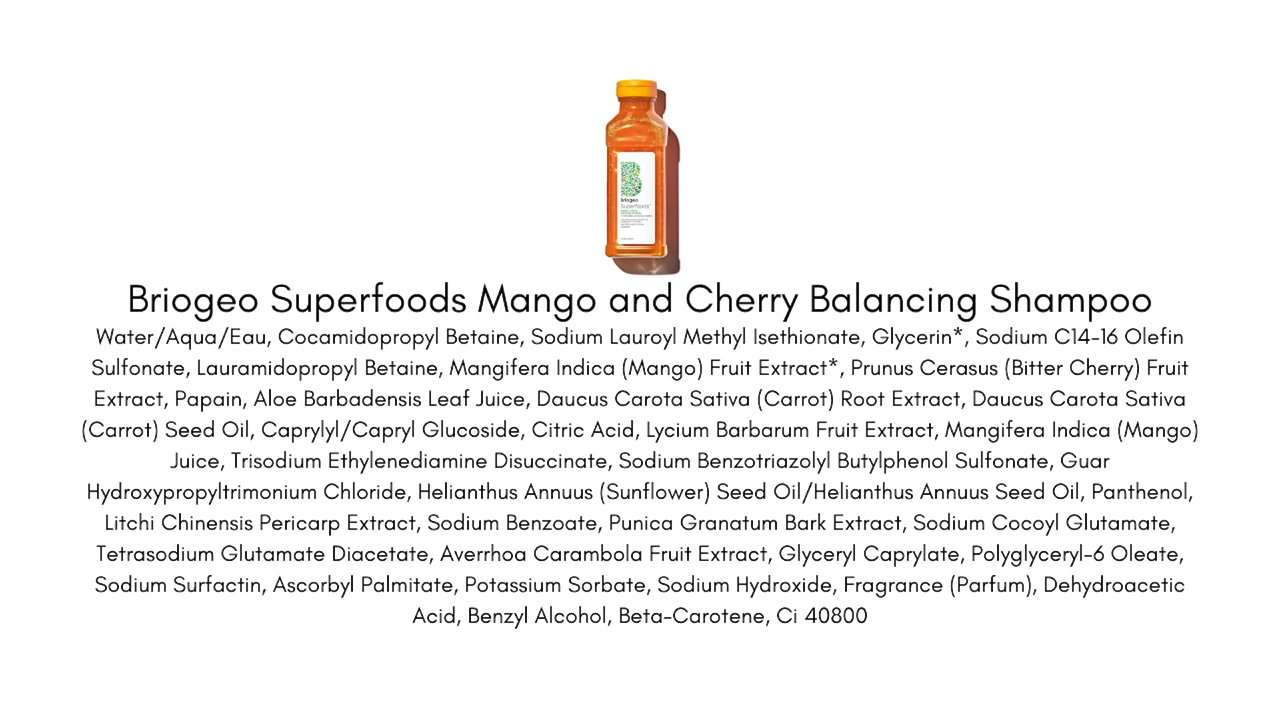 B
Briogeo
Superfoods
Briogeo Superfoods Mango and Cherry Balancing Shampoo
Water/Aqua/Eau, Cocamidopropyl Betaine, Sodium Lauroyl Methyl Isethionate, Glycerin*, Sodium C14-16 Olefin
Sulfonate, Lauramidopropyl Betaine, Mangifera Indica (Mango) Fruit Extract*, Prunus Cerasus (Bitter Cherry) Fruit
Extract, Papain, Aloe Barbadensis Leaf Juice, Daucus Carota Sativa (Carrot) Root Extract, Daucus Carota Sativa
(Carrot) Seed Oil, Caprylyl/Capryl Glucoside, Citric Acid, Lycium Barbarum Fruit Extract, Mangifera Indica (Mango)
Juice, Trisodium Ethylenediamine Disuccinate, Sodium Benzotriazolyl Butylphenol Sulfonate, Guar
Hydroxypropyltrimonium Chloride, Helianthus Annuus (Sunflower) Seed Oil/Helianthus Annuus Seed Oil, Panthenol,
Litchi Chinensis Pericarp Extract, Sodium Benzoate, Punica Granatum Bark Extract, Sodium Cocoyl Glutamate,
Tetrasodium Glutamate Diacetate, Averrhoa Carambola Fruit Extract, Glyceryl Caprylate, Polyglyceryl-6 Oleate,
Sodium Surfactin, Ascorbyl Palmitate, Potassium Sorbate, Sodium Hydroxide, Fragrance (Parfum), Dehydroacetic
Acid, Benzyl Alcohol, Beta-Carotene, Ci 40800